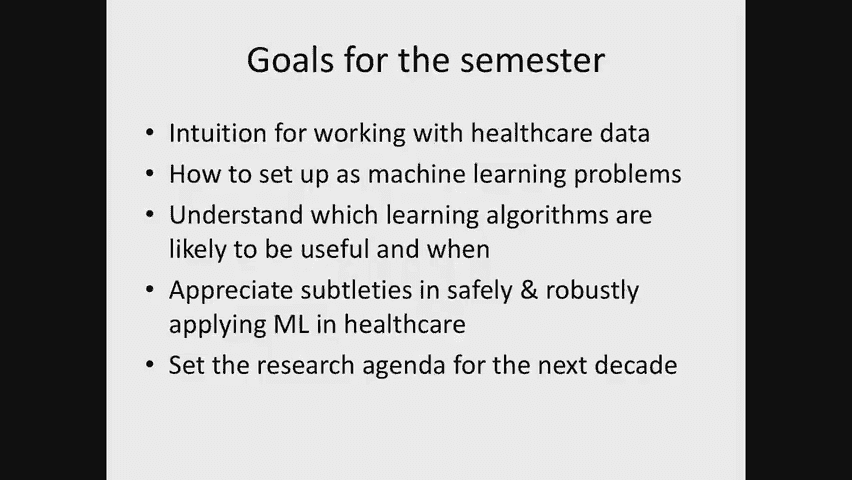 Goals for the semester
• Intuition for working with healthcare data
• How to set up as machine learning problems
• Understand which learning algorithms are
likely to be useful and when
• Appreciate subtleties in safely & robustly
applying ML in healthcare
• Set the research agenda for the next decade